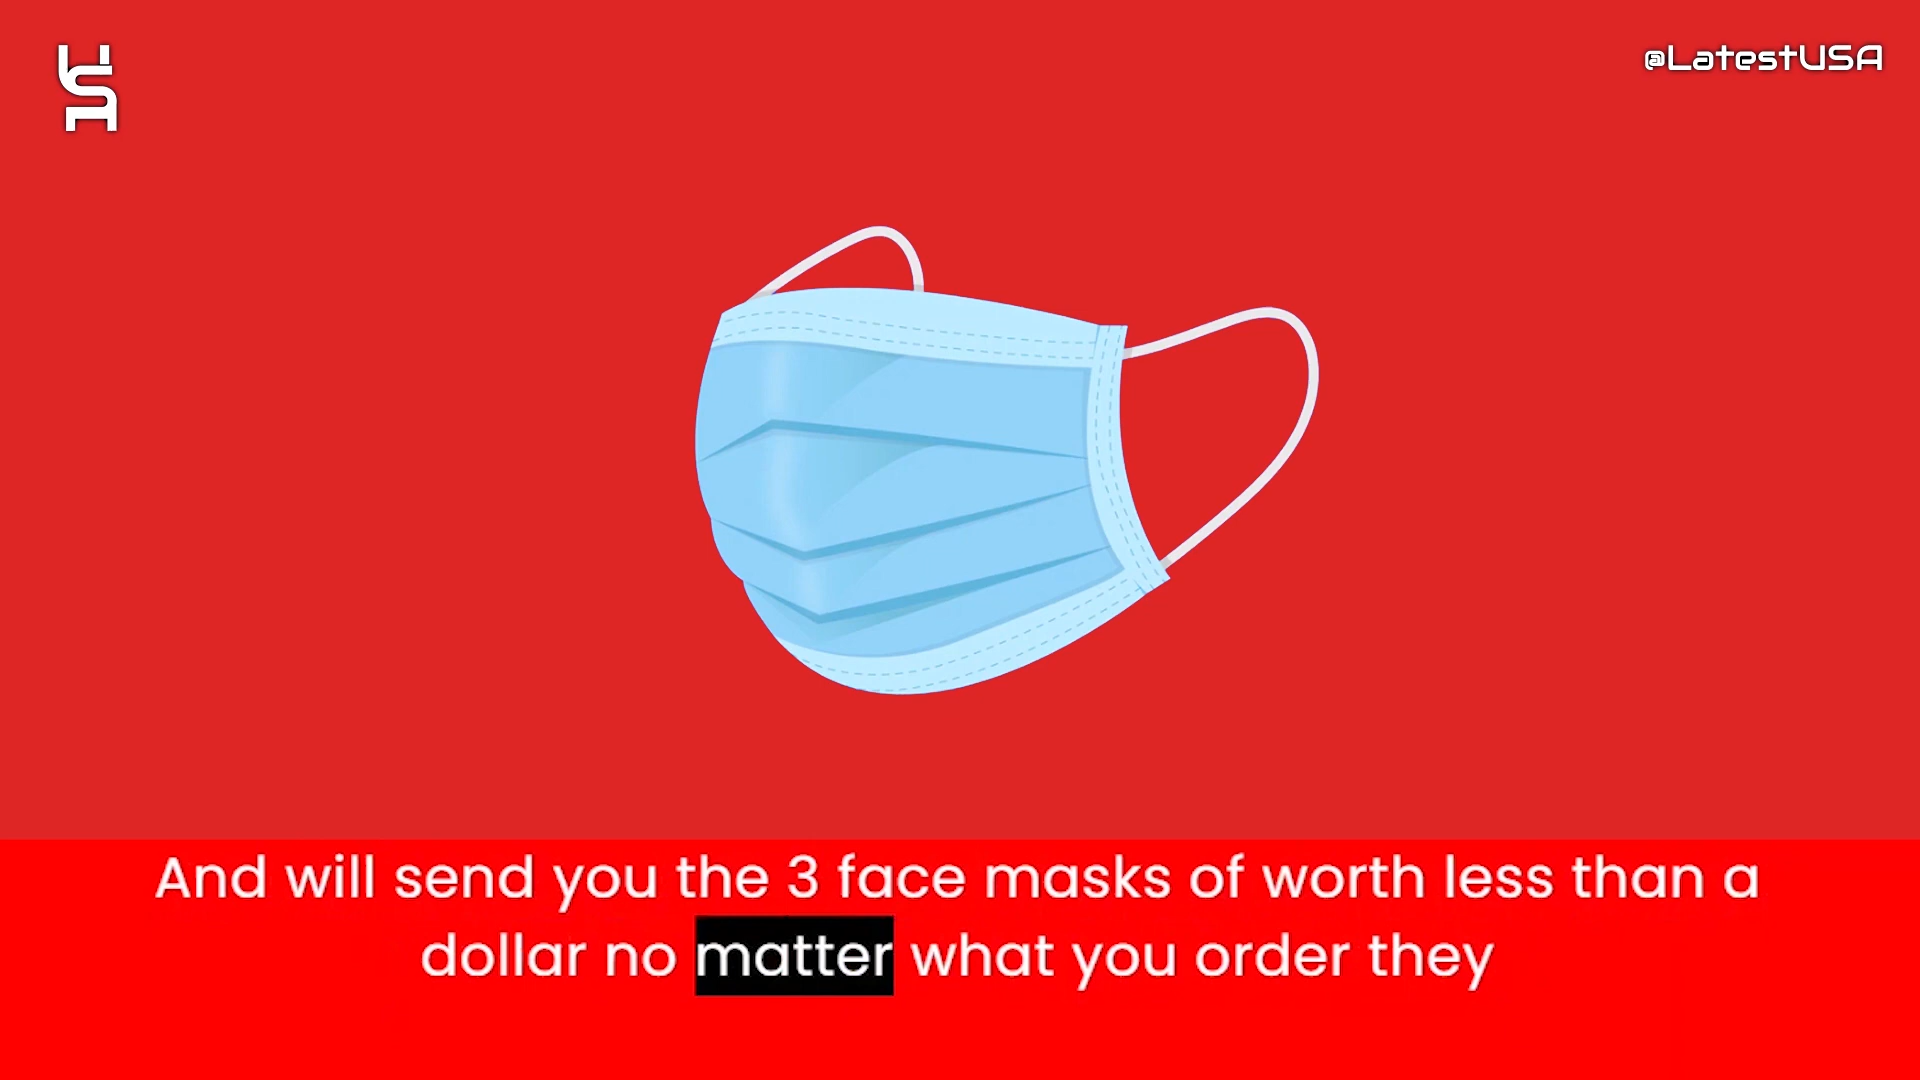 USA
@LatestUSA
And will send you the 3 face masks of worth less than a
dollar no matter what you order they